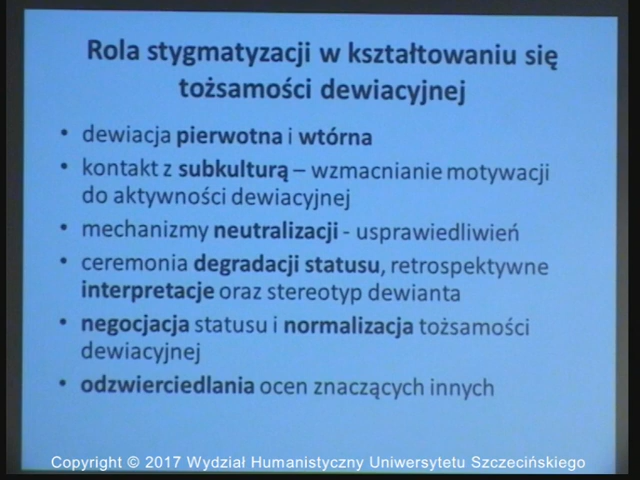 Rola stygmatyzacji w kształtowaniu się
tożsamości dewiacyjnej
• dewiacja pierwotna i wtórna
• kontakt z subkulturą – wzmacnianie motywacji
do aktywności dewiacyjnej
• mechanizmy neutralizacji - usprawiedliwień
• ceremonia degradacji statusu, retrospektywne
interpretacje oraz stereotyp dewianta
• negocjacja statusu i normalizacja tożsamości
dewiacyjnej
• odzwierciedlania ocen znaczących innych
Copyright © 2017 Wydział Humanistyczny Uniwersytetu Szczecińskiego